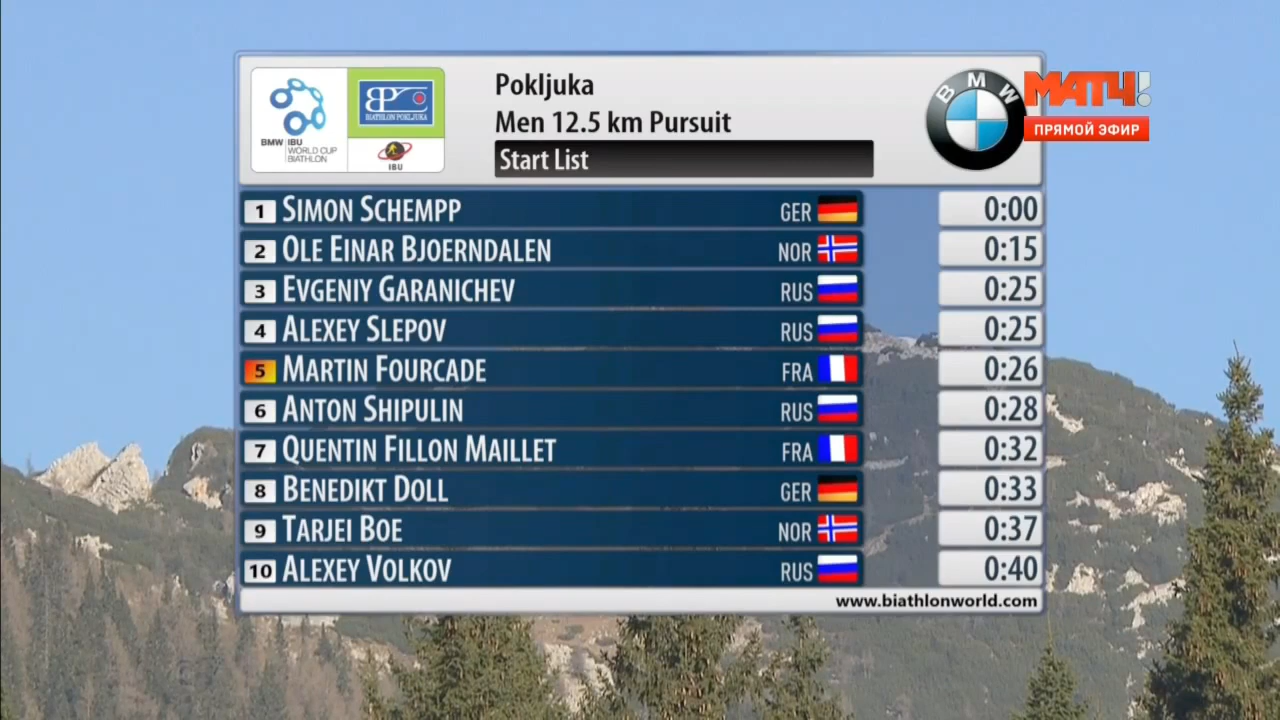 Pokljuka
Men 12.5 km Pursuit
Start List
BMW IBU
WORLD CUP
BIATHLON
BP
BIATHLON POKLJUKA
IBU
BMW
МАТЧ!
ПРЯМОЙ ЭФИР
1 SIMON SCHEMPP GER 0:00
2 OLE EINAR BJOERNDALEN NOR 0:15
3 EVGENIY GARANICHEV RUS 0:25
4 ALEXEY SLEPOV RUS 0:25
5 MARTIN FOURCADE FRA 0:26
6 ANTON SHIPULIN RUS 0:28
7 QUENTIN FILLON MAILLET FRA 0:32
8 BENEDIKT DOLL GER 0:33
9 TARJEI BOE NOR 0:37
10 ALEXEY VOLKOV RUS 0:40
www.biathlonworld.com